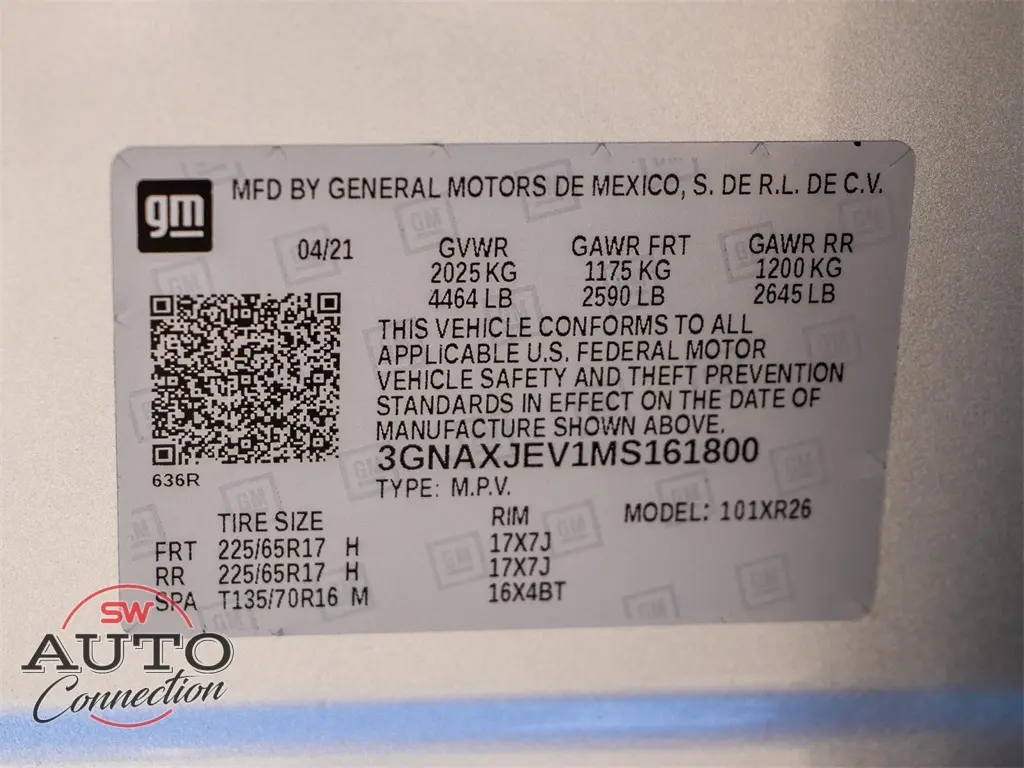 gm
MFD BY GENERAL MOTORS DE MEXICO, S. DE R.L. DE C.V.
04/21 GVWR GAWR FRT GAWR RR
2025 KG 1175 KG 1200 KG
4464 LB 2590 LB 2645 LB
THIS VEHICLE CONFORMS TO ALL
APPLICABLE U.S. FEDERAL MOTOR
VEHICLE SAFETY AND THEFT PREVENTION
STANDARDS IN EFFECT ON THE DATE OF
MANUFACTURE SHOWN ABOVE.
3GNAXJEV1MS161800
636R
TYPE: M.P.V.
TIRE SIZE RIM MODEL: 101XR26
FRT 225/65R17 H 17X7J
RR 225/65R17 H 17X7J
SPA T135/70R16 M 16X4BT
SW
AUTO
Connection